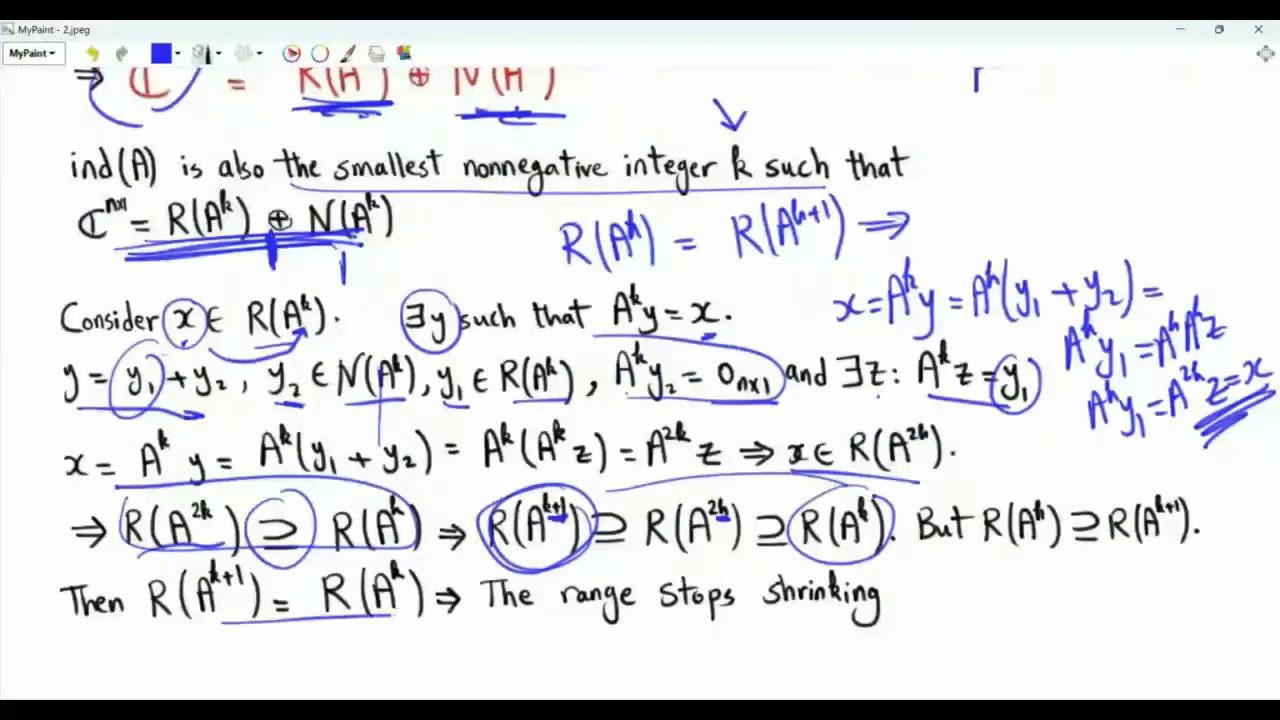 MyPaint - 2.jpeg
MyPaint
⇒ ℂ = R(A ) ⊕ N(A )
ind(A) is also the smallest nonnegative integer k such that
ℂⁿˣ¹ = R(Aᵏ) ⊕ N(Aᵏ)
R(Aᵏ) = R(Aᵏ⁺¹) ⇒
Consider x ∈ R(Aᵏ). ∃y such that Aᵏy = x.
x = Aᵏy = Aᵏ(y₁ + y₂) =
Aᵏy₁ = AᵏAᵏz
Aᵏy₁ = A²ᵏz = x
y = y₁ + y₂, y₂ ∈ N(Aᵏ), y₁ ∈ R(Aᵏ), Aᵏy₂ = 0ₙₓ₁ and ∃z: Aᵏz = y₁
x = Aᵏ y = Aᵏ(y₁ + y₂) = Aᵏ(Aᵏ z) = A²ᵏ z ⇒ x ∈ R(A²ᵏ).
⇒ R(A²ᵏ) ⊇ R(Aᵏ) ⇒ R(Aᵏ⁺¹) ⊇ R(A²ᵏ) ⊇ R(Aᵏ). But R(Aᵏ) ⊇ R(Aᵏ⁺¹).
Then R(Aᵏ⁺¹) = R(Aᵏ) ⇒ The range stops shrinking